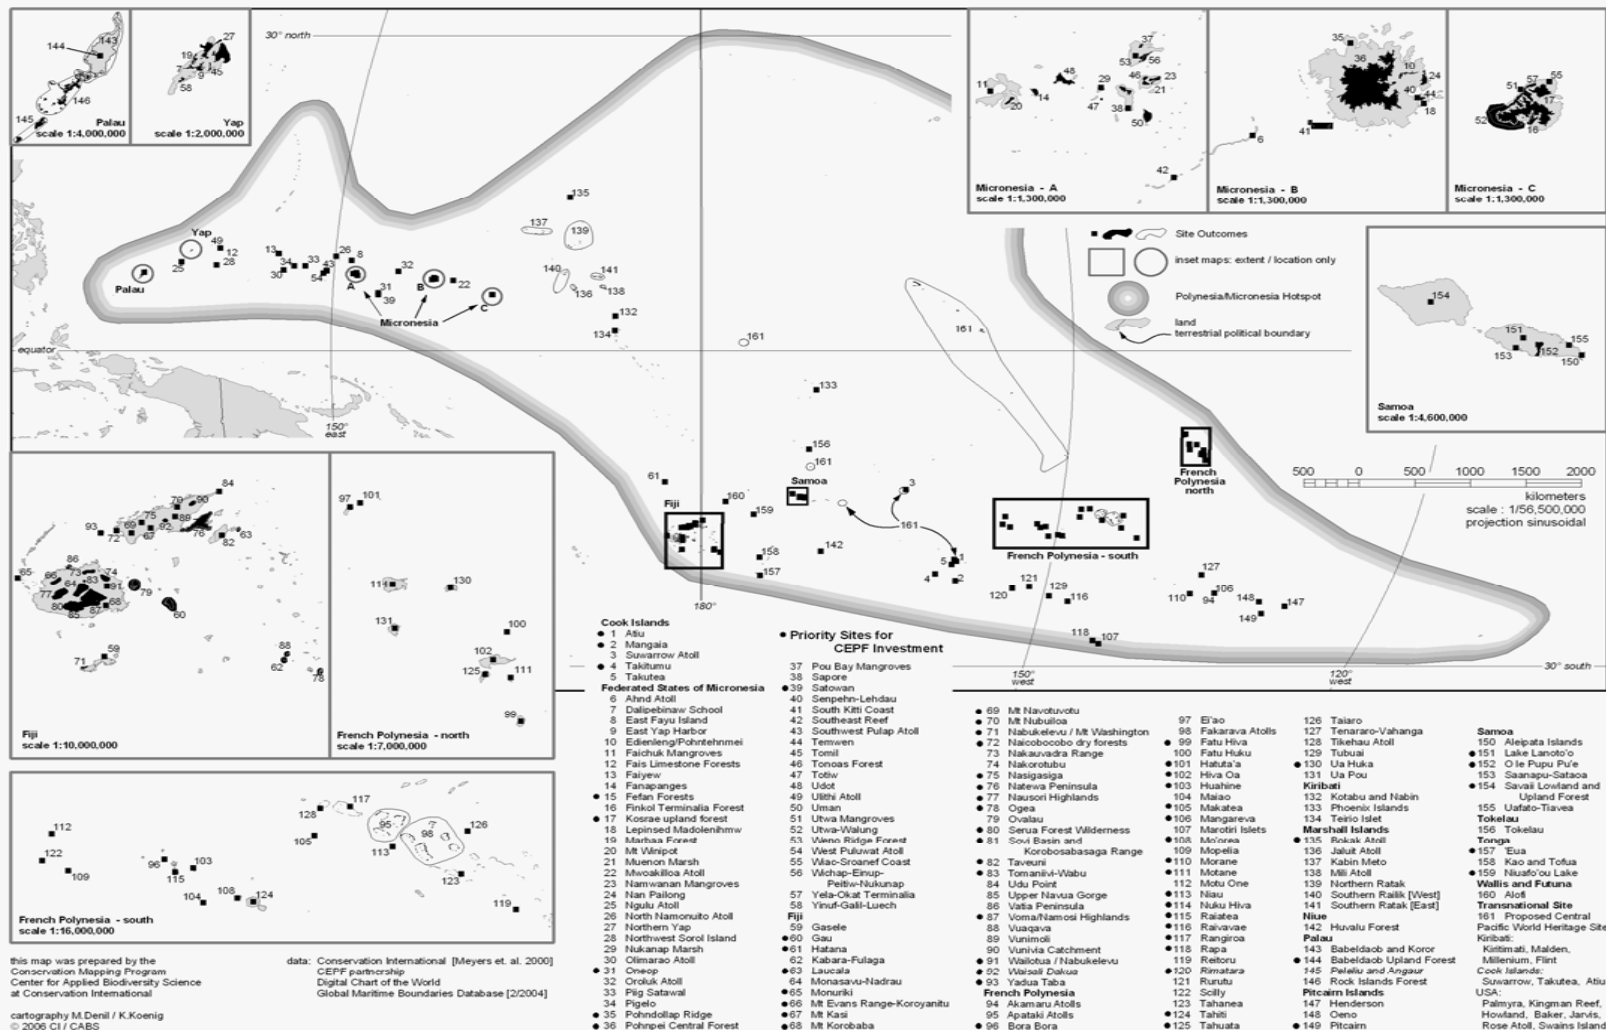 Palau
scale 1:4,000,000
Yap
scale 1:2,000,000
30° north
Micronesia - A
scale 1:1,300,000
Micronesia - B
scale 1:1,300,000
Micronesia - C
scale 1:1,300,000
Site Outcomes
inset maps: extent / location only
Polynesia/Micronesia Hotspot
land
terrestrial political boundary
Samoa
scale 1:4,600,000
Yap
Palau
Micronesia
equator
150°
east
Samoa
Fiji
180°
French
Polynesia
north
French Polynesia - south
500 0 500 1000 1500 2000
kilometers
scale : 1/56,500,000
projection sinusoidal
150°
west
120°
west
30° south
Fiji
scale 1:10,000,000
French Polynesia - north
scale 1:7,000,000
French Polynesia - south
scale 1:16,000,000
this map was prepared by the
Conservation Mapping Program
Center for Applied Biodiversity Science
at Conservation International
cartography M.Denil / K.Koenig
© 2006 CI / CABS
data: Conservation International [Meyers et. al. 2000]
CEPF partnership
Digital Chart of the World
Global Maritime Boundaries Database [2/2004]
Cook Islands
• 1 Atiu
• 2 Mangaia
3 Suwarrow Atoll
• 4 Takitumu
5 Takutea
Federated States of Micronesia
6 Ahnd Atoll
7 Dalipebinaw School
8 East Fayu Island
9 East Yap Harbor
10 Edienleng/Pohntehnmei
11 Faichuk Mangroves
12 Fais Limestone Forests
13 Faiyew
14 Fanapanges
• 15 Fefan Forests
16 Finkol Terminalia Forest
• 17 Kosrae upland forest
18 Lepinsed Madolenihmw
19 Marbaa Forest
20 Mt Winipot
21 Muenon Marsh
22 Mwoakilloa Atoll
23 Namwanan Mangroves
24 Nan Pailong
25 Ngulu Atoll
26 North Namonuito Atoll
27 Northern Yap
28 Northwest Sorol Island
29 Nukanap Marsh
30 Olimarao Atoll
• 31 Oneop
32 Oroluk Atoll
33 Piig Satawal
34 Pigelo
• 35 Pohndollap Ridge
• 36 Pohnpei Central Forest
• Priority Sites for
CEPF Investment
37 Pou Bay Mangroves
38 Sapore
• 39 Satowan
40 Senpehn-Lehdau
41 South Kitti Coast
42 Southeast Reef
43 Southwest Pulap Atoll
44 Temwen
45 Tomil
46 Tonoas Forest
47 Totiw
48 Udot
49 Ulithi Atoll
50 Uman
51 Utwa Mangroves
52 Utwa-Walung
53 Weno Ridge Forest
54 West Puluwat Atoll
55 Wiac-Sroanef Coast
56 Wichap-Einup-
Peitiw-Nukunap
57 Yela-Okat Terminalia
58 Yinuf-Galil-Luech
Fiji
59 Gasele
• 60 Gau
• 61 Hatana
62 Kabara-Fulaga
• 63 Laucala
64 Monasavu-Nadrau
• 65 Monuriki
• 66 Mt Evans Range-Koroyanitu
• 67 Mt Kasi
• 68 Mt Korobaba
• 69 Mt Navotuvotu
• 70 Mt Nubuiloa
• 71 Nabukelevu / Mt Washington
• 72 Naicobocobo dry forests
73 Nakauvadra Range
74 Nakorotubu
• 75 Nasigasiga
• 76 Natewa Peninsula
• 77 Nausori Highlands
• 78 Ogea
79 Ovalau
• 80 Serua Forest Wilderness
• 81 Sovi Basin and
Korobosabasaga Range
• 82 Taveuni
• 83 Tomaniivi-Wabu
84 Udu Point
85 Upper Navua Gorge
86 Vatia Peninsula
• 87 Voma/Namosi Highlands
88 Vuaqava
89 Vunimoli
90 Vunivia Catchment
• 91 Wailotua / Nabukelevu
• 92 Waisali Dakua
• 93 Yadua Taba
French Polynesia
94 Akamaru Atolls
95 Apataki Atolls
• 96 Bora Bora
97 Ei'ao
98 Fakarava Atolls
• 99 Fatu Hiva
100 Fatu Huku
• 101 Hatuta'a
• 102 Hiva Oa
• 103 Huahine
104 Maiao
• 105 Makatea
• 106 Mangareva
107 Marotiri Islets
• 108 Mo'orea
109 Mopelia
• 110 Morane
• 111 Motane
112 Motu One
• 113 Niau
• 114 Nuku Hiva
• 115 Raiatea
• 116 Raivavae
• 117 Rangiroa
• 118 Rapa
119 Reitoru
• 120 Rimatara
121 Rurutu
122 Scilly
123 Tahanea
• 124 Tahiti
• 125 Tahuata
126 Taiaro
127 Tenararo-Vahanga
128 Tikehau Atoll
129 Tubuai
• 130 Ua Huka
131 Ua Pou
Kiribati
132 Kotabu and Nabin
133 Phoenix Islands
134 Teirio Islet
Marshall Islands
• 135 Bokak Atoll
136 Jaluit Atoll
137 Kabin Meto
138 Mili Atoll
139 Northern Ratak
140 Southern Railik [West]
141 Southern Ratak [East]
Niue
142 Huvalu Forest
Palau
143 Babeldaob and Koror
• 144 Babeldaob Upland Forest
145 Peleliu and Angaur
146 Rock Islands Forest
Pitcairn Islands
147 Henderson
148 Oeno
• 149 Pitcairn
Samoa
150 Aleipata Islands
• 151 Lake Lanoto'o
• 152 O le Pupu Pu'e
153 Saanapu-Sataoa
• 154 Savaii Lowland and
Upland Forest
155 Uafato-Tiavea
Tokelau
156 Tokelau
Tonga
• 157 'Eua
158 Kao and Tofua
• 159 Niuafo'ou Lake
Wallis and Futuna
160 Alofi
Transnational Site
161 Proposed Central
Pacific World Heritage Site
Kiribati:
Kiritimati, Malden,
Millenium, Flint
Cook Islands:
Suwarrow, Takutea, Atiu
USA:
Palmyra, Kingman Reef,
Howland, Baker, Jarvis,
Rose Atoll, Swains Island